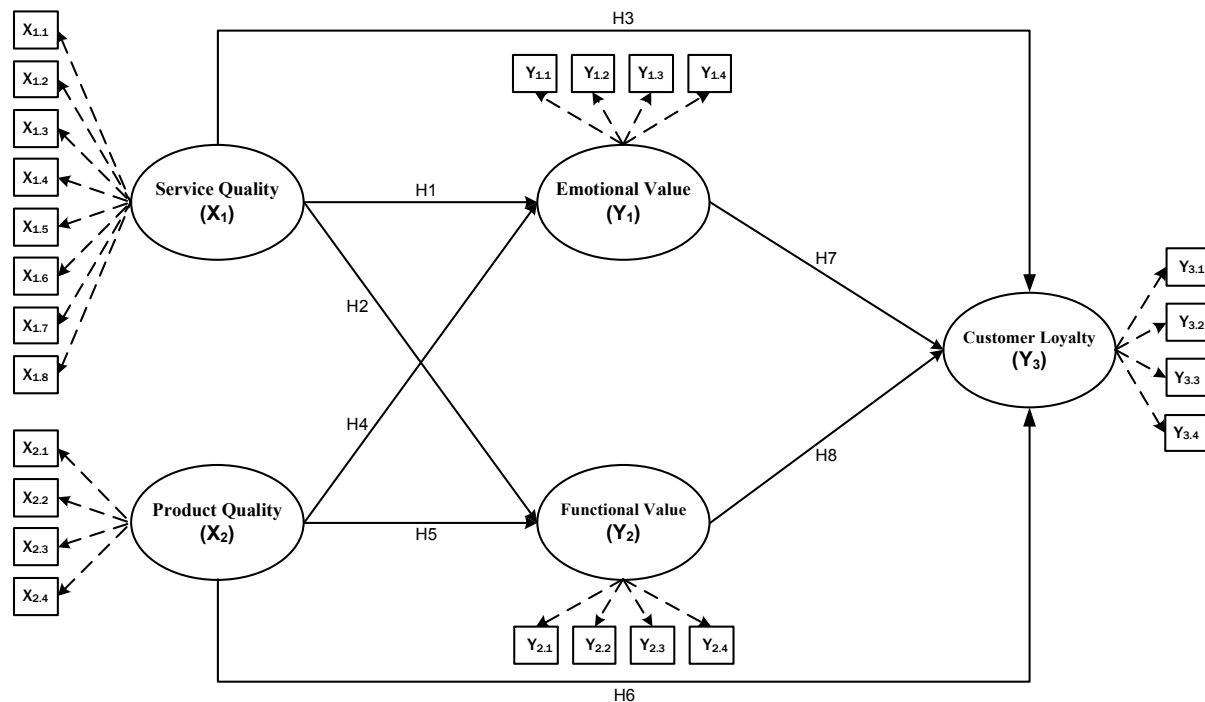 H3
X1.1
X1.2
X1.3
X1.4
X1.5
X1.6
X1.7
X1.8
Y1.1
Y1.2
Y1.3
Y1.4
Service Quality
(X1)
H1
Emotional Value
(Y1)
H2
H7
Customer Loyalty
(Y3)
Y3.1
Y3.2
Y3.3
Y3.4
H4
H8
X2.1
X2.2
X2.3
X2.4
Product Quality
(X2)
H5
Functional Value
(Y2)
Y2.1
Y2.2
Y2.3
Y2.4
H6